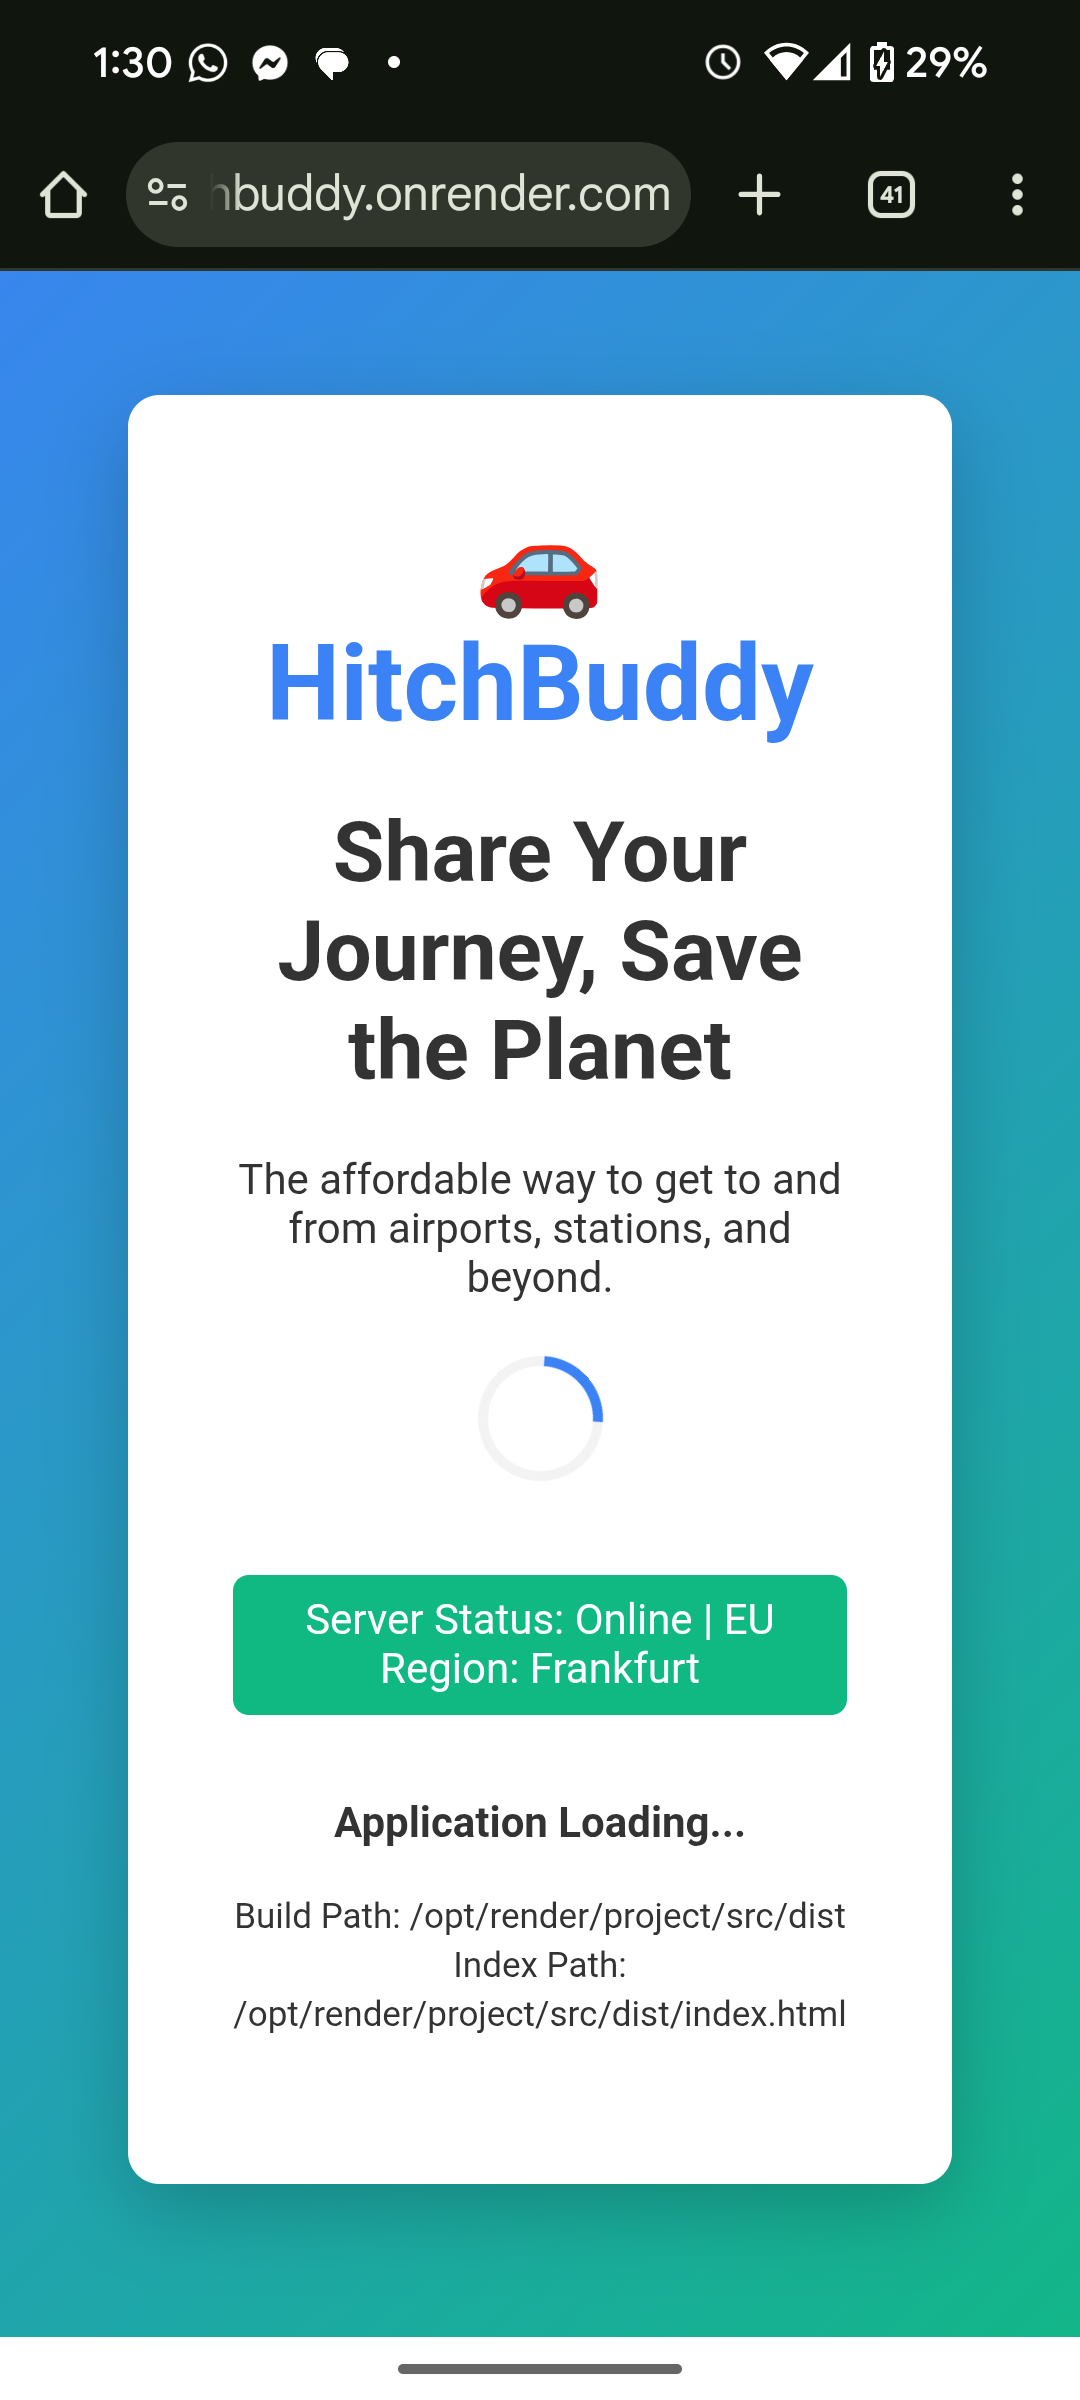 1:30
29%
hbuddy.onrender.com
41
HitchBuddy
Share Your
Journey, Save
the Planet
The affordable way to get to and
from airports, stations, and
beyond.
Server Status: Online | EU
Region: Frankfurt
Application Loading...
Build Path: /opt/render/project/src/dist
Index Path:
/opt/render/project/src/dist/index.html